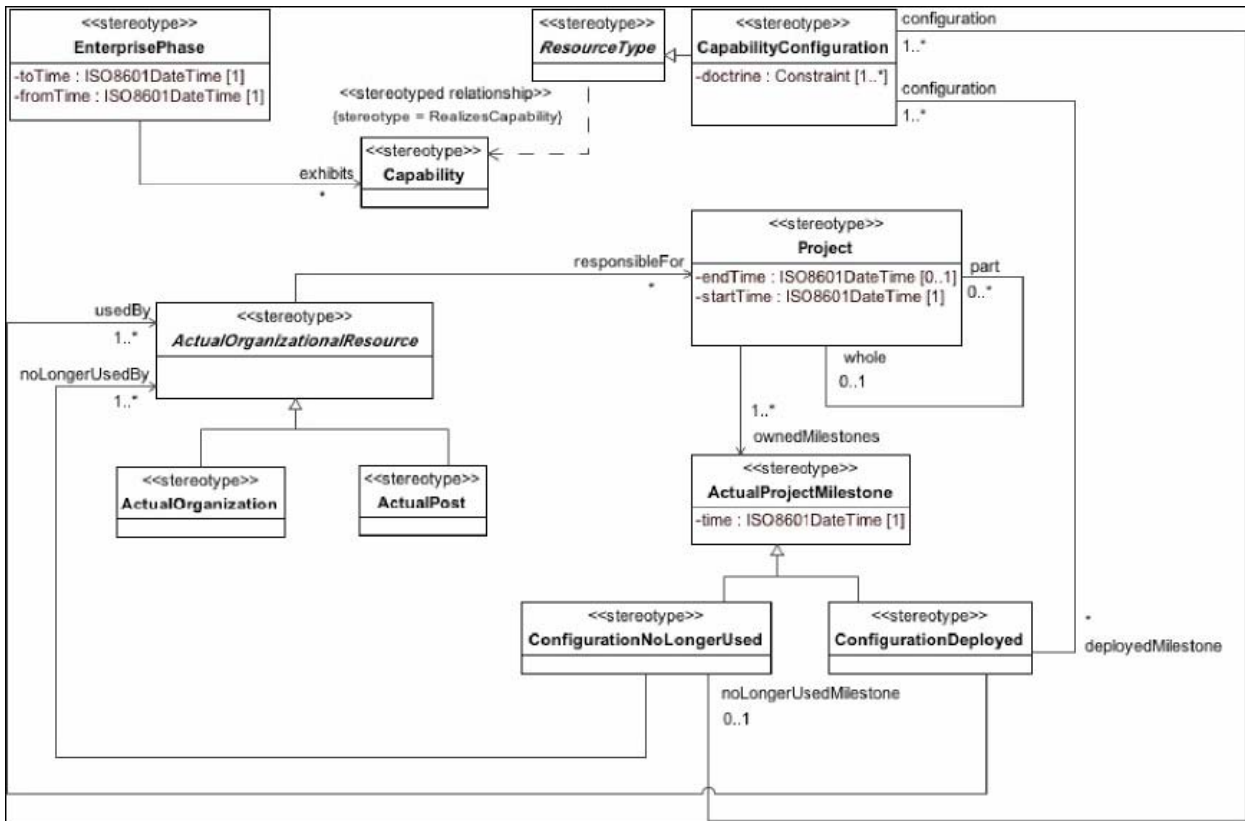 <<stereotype>>
EnterprisePhase
-toTime : ISO8601DateTime [1]
-fromTime : ISO8601DateTime [1]
<<stereotype>>
ResourceType
<<stereotype>>
CapabilityConfiguration
-doctrine : Constraint [1..*]
configuration
1..*
configuration
1..*
<<stereotyped relationship>>
{stereotype = RealizesCapability}
<<stereotype>>
Capability
exhibits
*
<<stereotype>>
Project
-endTime : ISO8601DateTime [0..1]
-startTime : ISO8601DateTime [1]
responsibleFor
*
part
0..*
whole
0..1
usedBy
1..*
noLongerUsedBy
1..*
<<stereotype>>
ActualOrganizationalResource
1..*
ownedMilestones
<<stereotype>>
ActualOrganization
<<stereotype>>
ActualPost
<<stereotype>>
ActualProjectMilestone
-time : ISO8601DateTime [1]
<<stereotype>>
ConfigurationNoLongerUsed
<<stereotype>>
ConfigurationDeployed
*
deployedMilestone
noLongerUsedMilestone
0..1